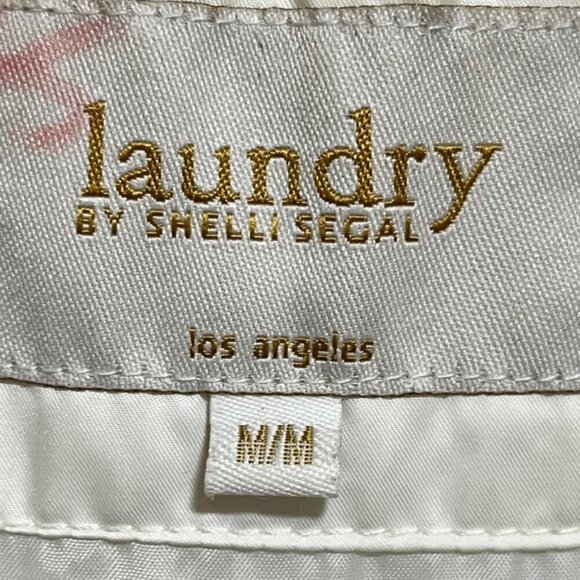 laundry
BY SHELLI SEGAL
los angeles
M/M